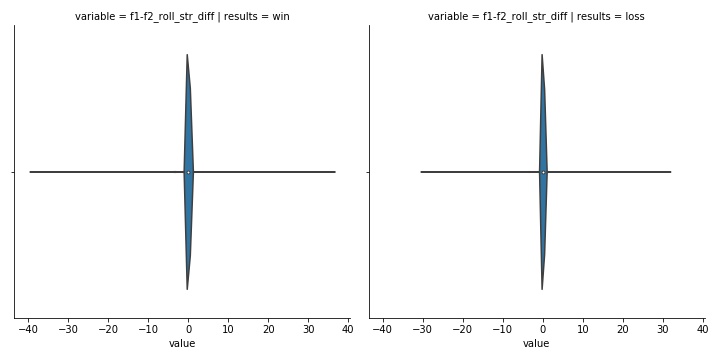 variable = f1-f2_roll_str_diff | results = win
variable = f1-f2_roll_str_diff | results = loss
−40 −30 −20 −10 0 10 20 30 40
−40 −30 −20 −10 0 10 20 30 40
value
value